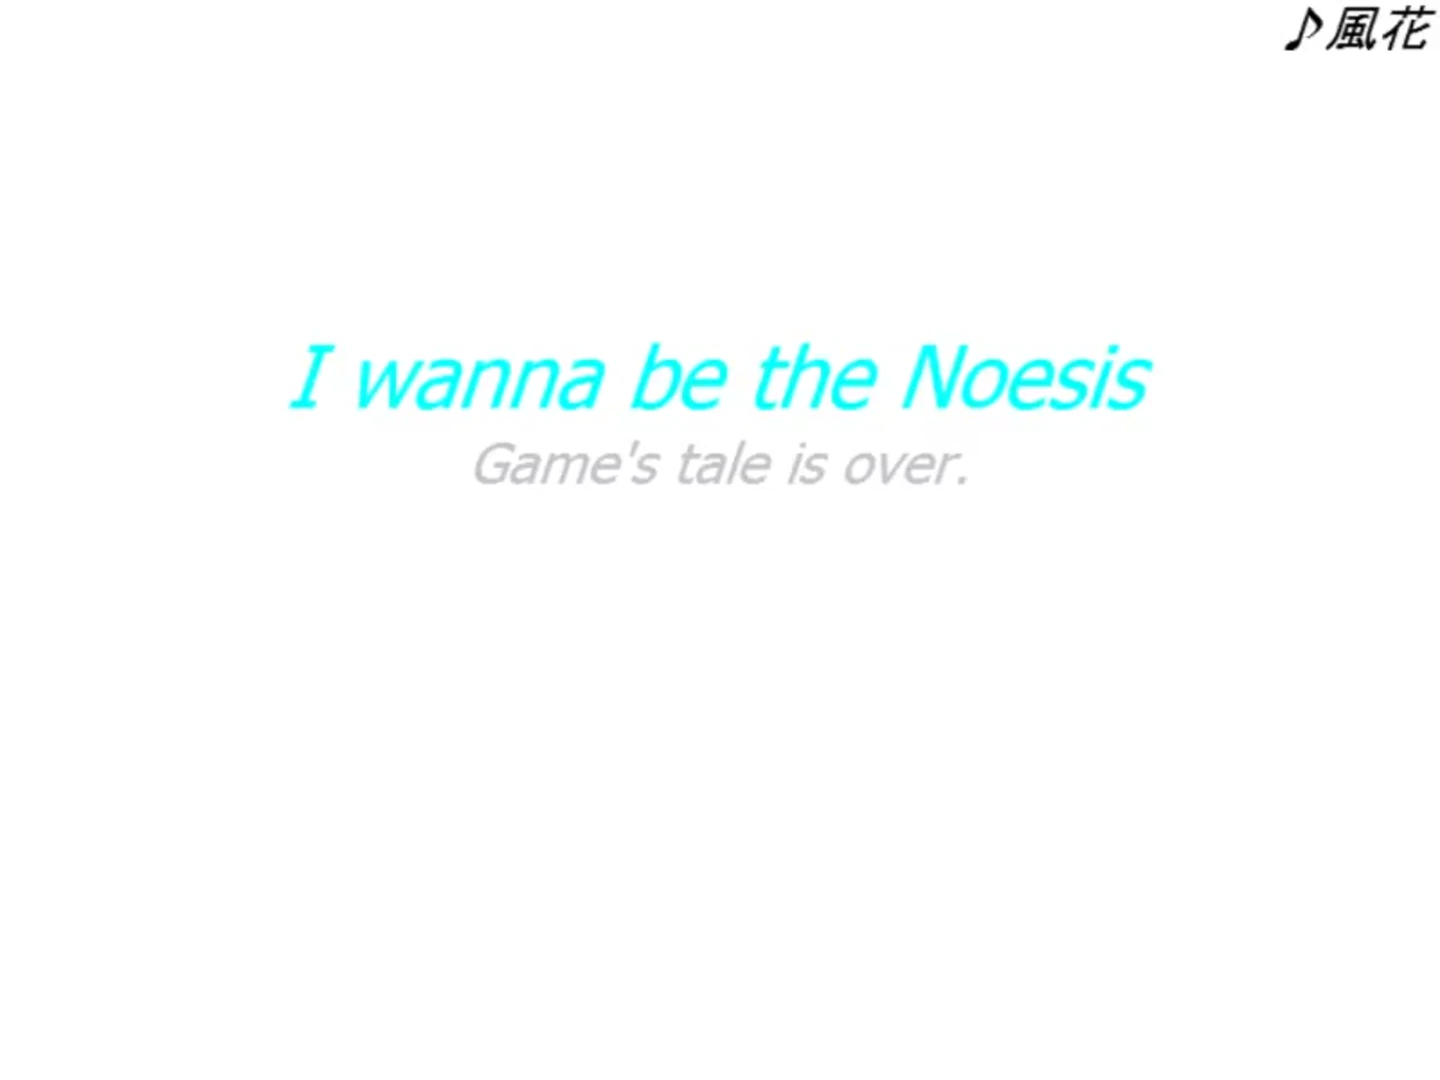 ♪風花
I wanna be the Noesis
Game's tale is over.